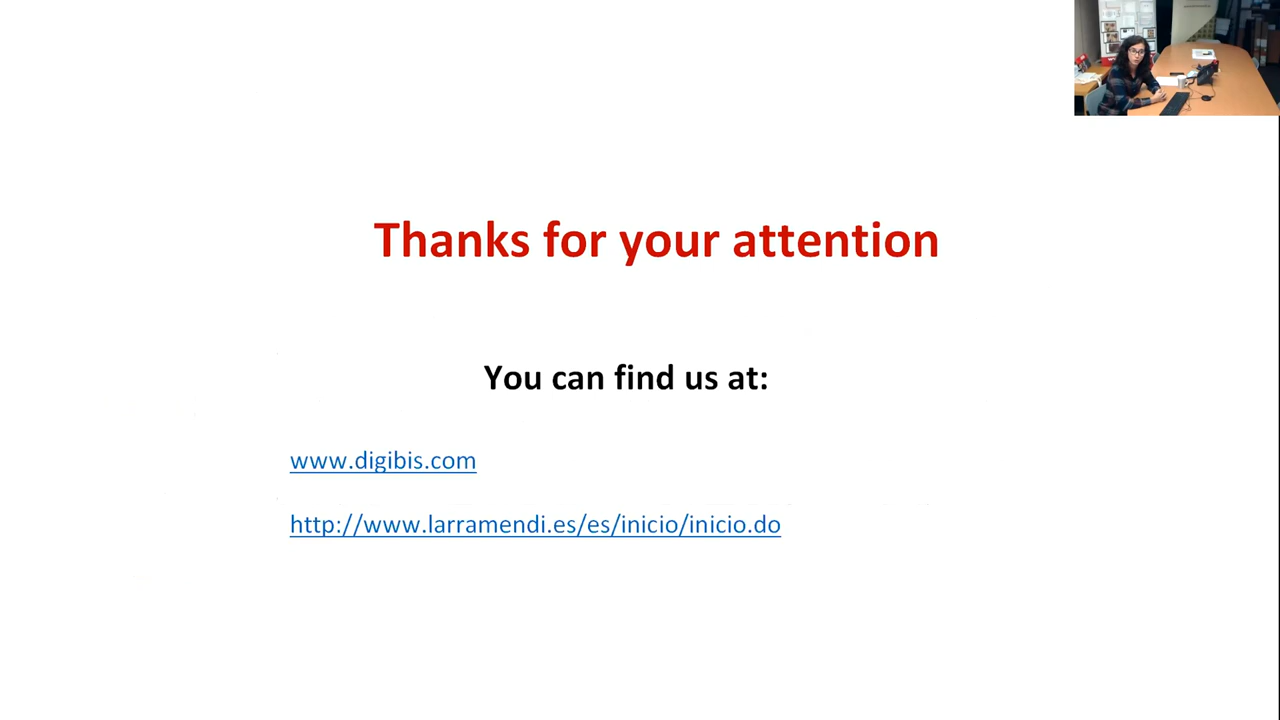 Thanks for your attention
You can find us at:
www.digibis.com
http://www.larramendi.es/es/inicio/inicio.do